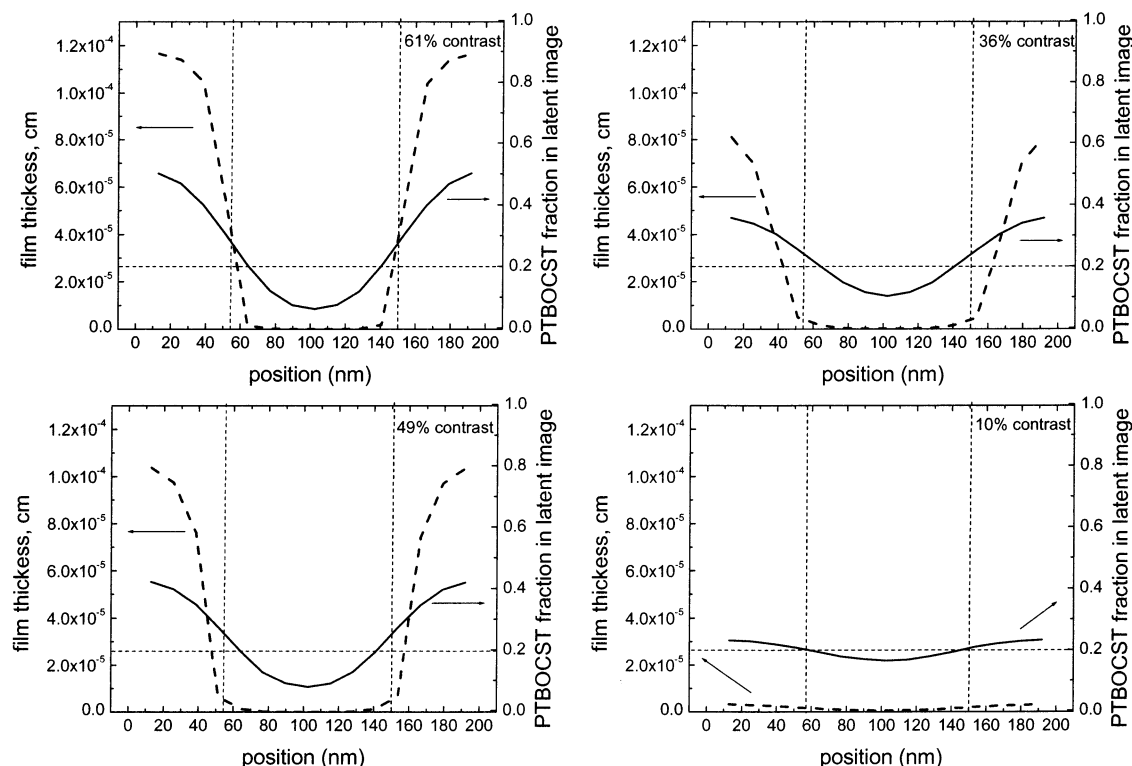 61% contrast
1.2x10-4
1.0x10-4
8.0x10-5
6.0x10-5
4.0x10-5
2.0x10-5
0.0
film thickess, cm
1.0
0.8
0.6
0.4
0.2
0.0
PTBOCST fraction in latent image
0 20 40 60 80 100 120 140 160 180 200
position (nm)
36% contrast
1.2x10-4
1.0x10-4
8.0x10-5
6.0x10-5
4.0x10-5
2.0x10-5
0.0
film thickess, cm
1.0
0.8
0.6
0.4
0.2
0.0
PTBOCST fraction in latent image
0 20 40 60 80 100 120 140 160 180 200
position (nm)
49% contrast
1.2x10-4
1.0x10-4
8.0x10-5
6.0x10-5
4.0x10-5
2.0x10-5
0.0
film thickess, cm
1.0
0.8
0.6
0.4
0.2
0.0
PTBOCST fraction in latent image
0 20 40 60 80 100 120 140 160 180 200
position (nm)
10% contrast
1.2x10-4
1.0x10-4
8.0x10-5
6.0x10-5
4.0x10-5
2.0x10-5
0.0
film thickess, cm
1.0
0.8
0.6
0.4
0.2
0.0
PTBOCST fraction in latent image
0 20 40 60 80 100 120 140 160 180 200
position (nm)